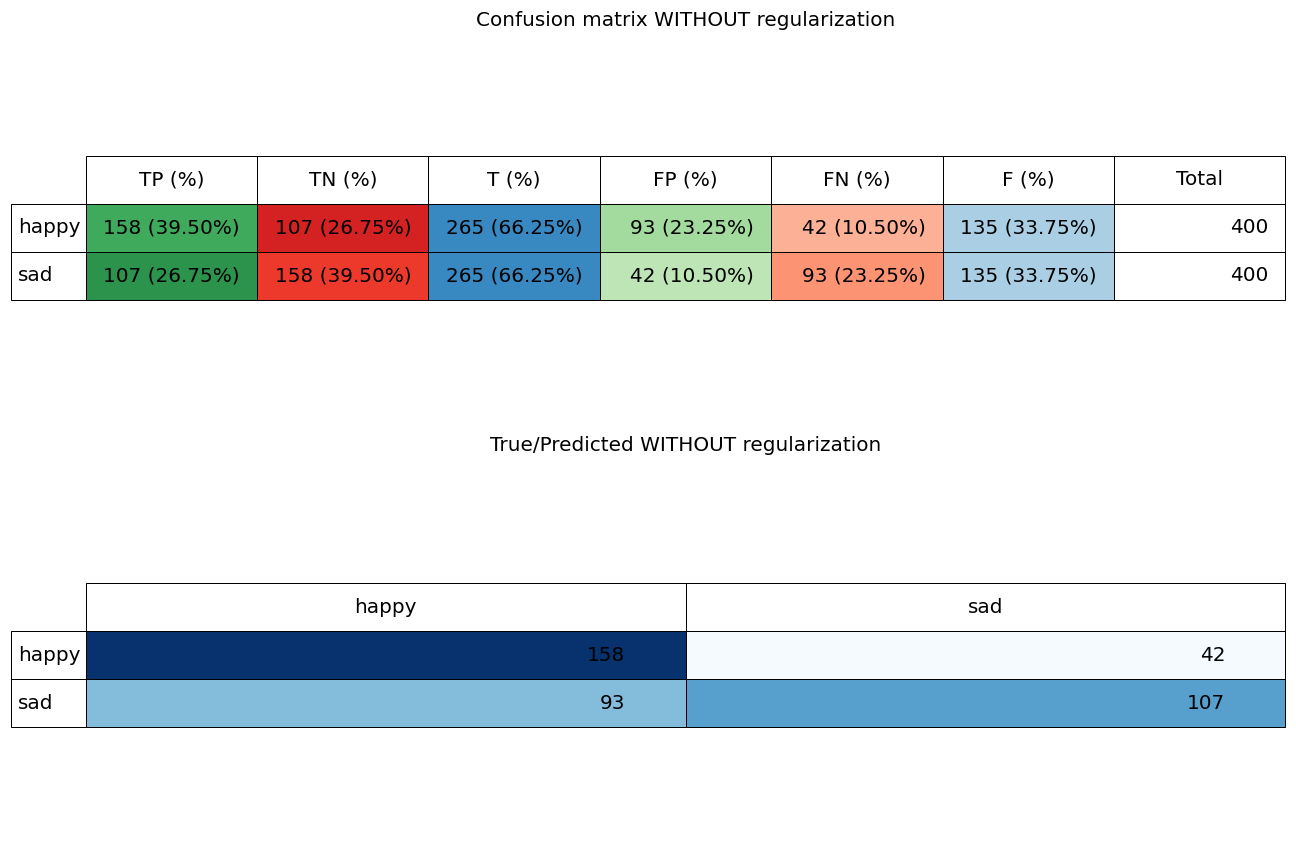 Confusion matrix WITHOUT regularization
TP (%) TN (%) T (%) FP (%) FN (%) F (%) Total
happy 158 (39.50%) 107 (26.75%) 265 (66.25%) 93 (23.25%) 42 (10.50%) 135 (33.75%) 400
sad 107 (26.75%) 158 (39.50%) 265 (66.25%) 42 (10.50%) 93 (23.25%) 135 (33.75%) 400
True/Predicted WITHOUT regularization
happy sad
happy 158 42
sad 93 107